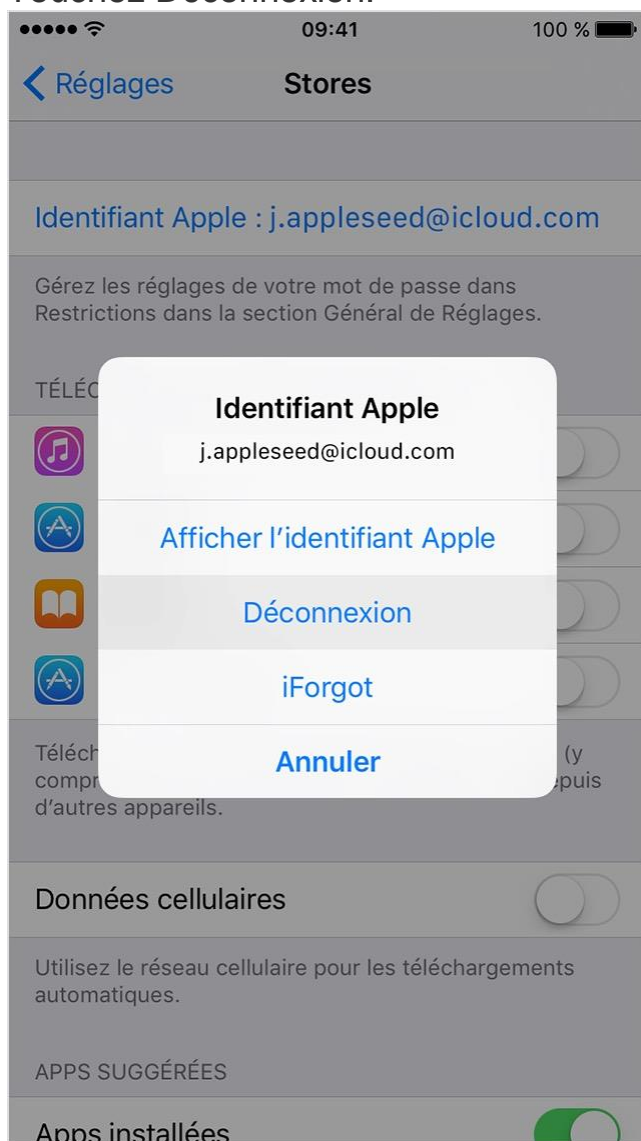 Touchez Déconnexion.
09:41 100 %
Réglages Stores
Identifiant Apple : j.appleseed@icloud.com
Gérez les réglages de votre mot de passe dans
Restrictions dans la section Général de Réglages.
Identifiant Apple
j.appleseed@icloud.com
Afficher l’identifiant Apple
Déconnexion
iForgot
Annuler
(y
d’autres appareils.
Données cellulaires
Utilisez le réseau cellulaire pour les téléchargements
automatiques.
APPS SUGGÉRÉES
Apps installées